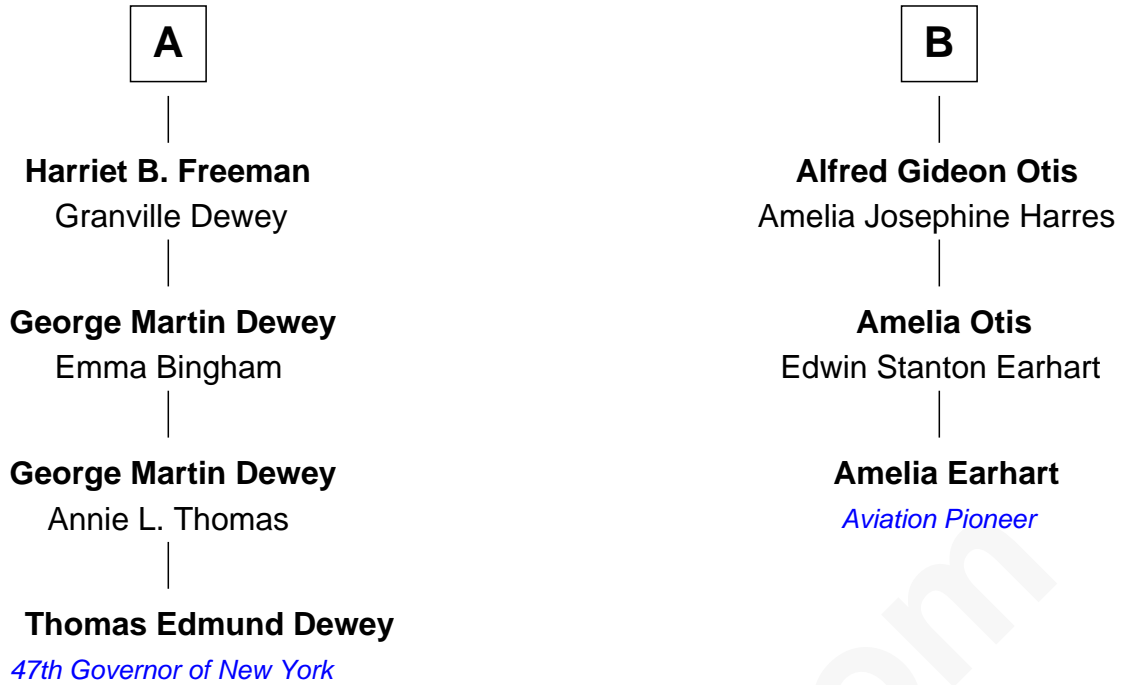 A
Harriet B. Freeman
Granville Dewey
George Martin Dewey
Emma Bingham
George Martin Dewey
Annie L. Thomas
Thomas Edmund Dewey
47th Governor of New York
B
Alfred Gideon Otis
Amelia Josephine Harres
Amelia Otis
Edwin Stanton Earhart
Amelia Earhart
Aviation Pioneer
om